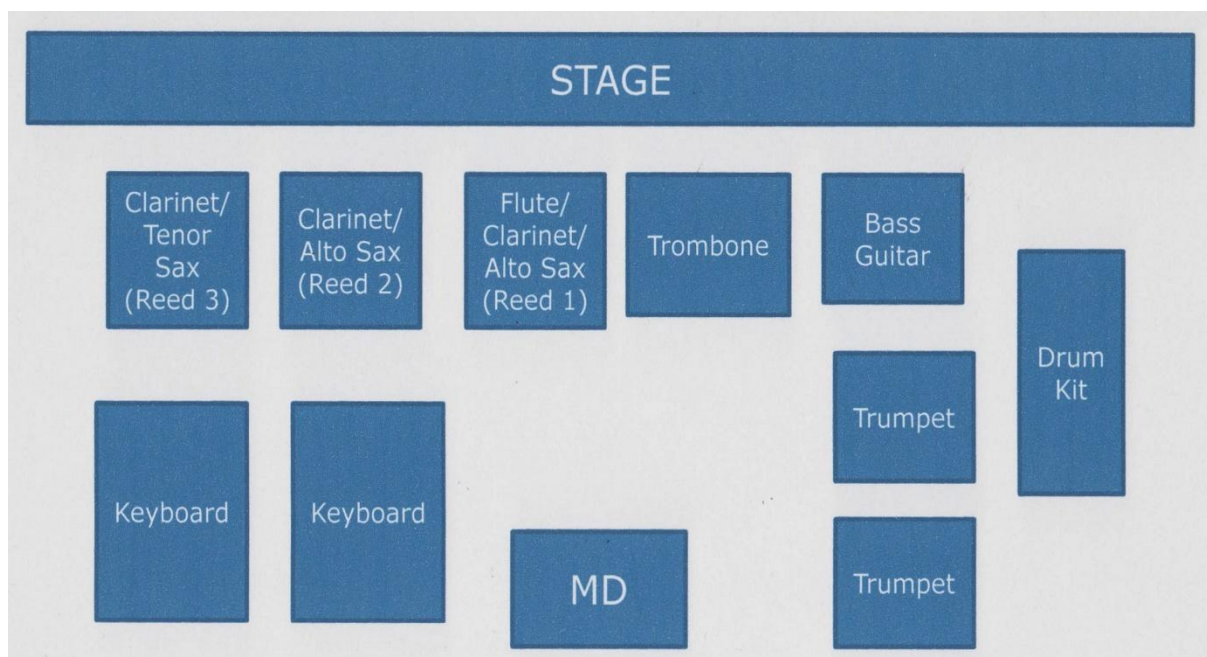 STAGE
Clarinet/
Tenor
Sax
(Reed 3)
Clarinet/
Alto Sax
(Reed 2)
Flute/
Clarinet/
Alto Sax
(Reed 1)
Trombone
Bass
Guitar
Drum
Kit
Trumpet
Keyboard
Keyboard
MD
Trumpet